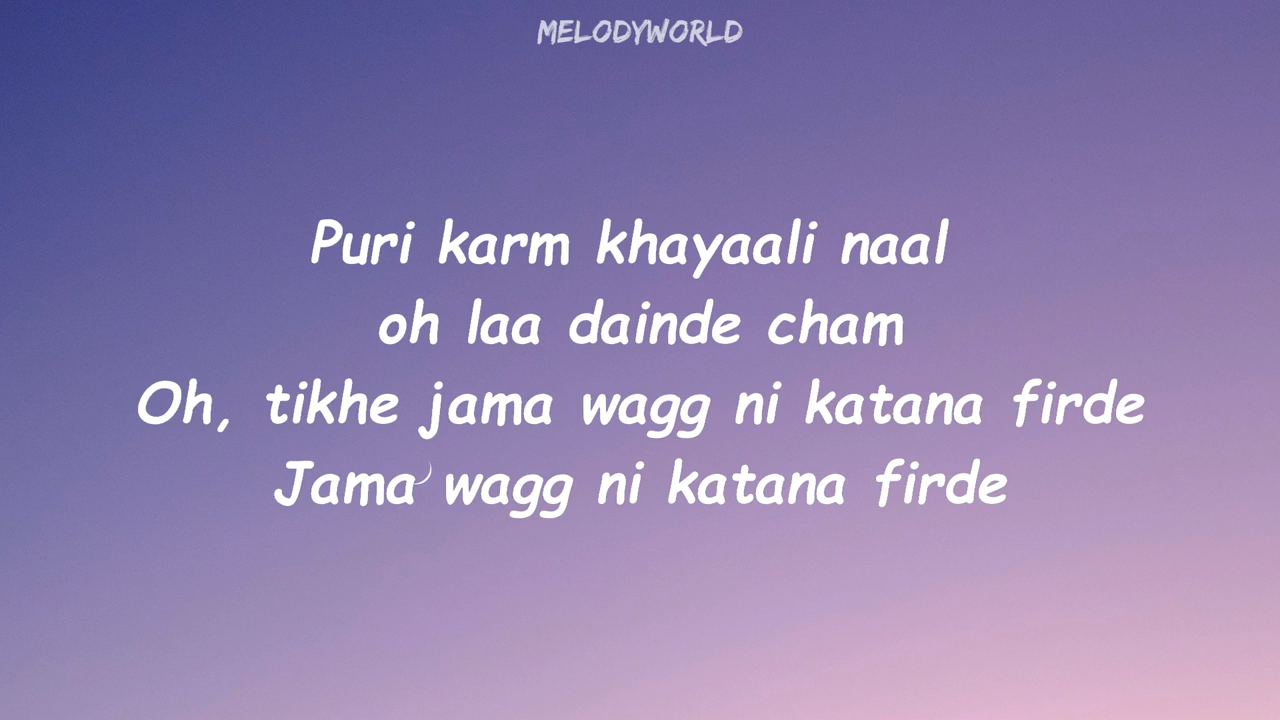 MELODYWORLD
Puri karm khayaali naal
oh laa dainde cham
Oh, tikhe jama wagg ni katana firde
Jama wagg ni katana firde